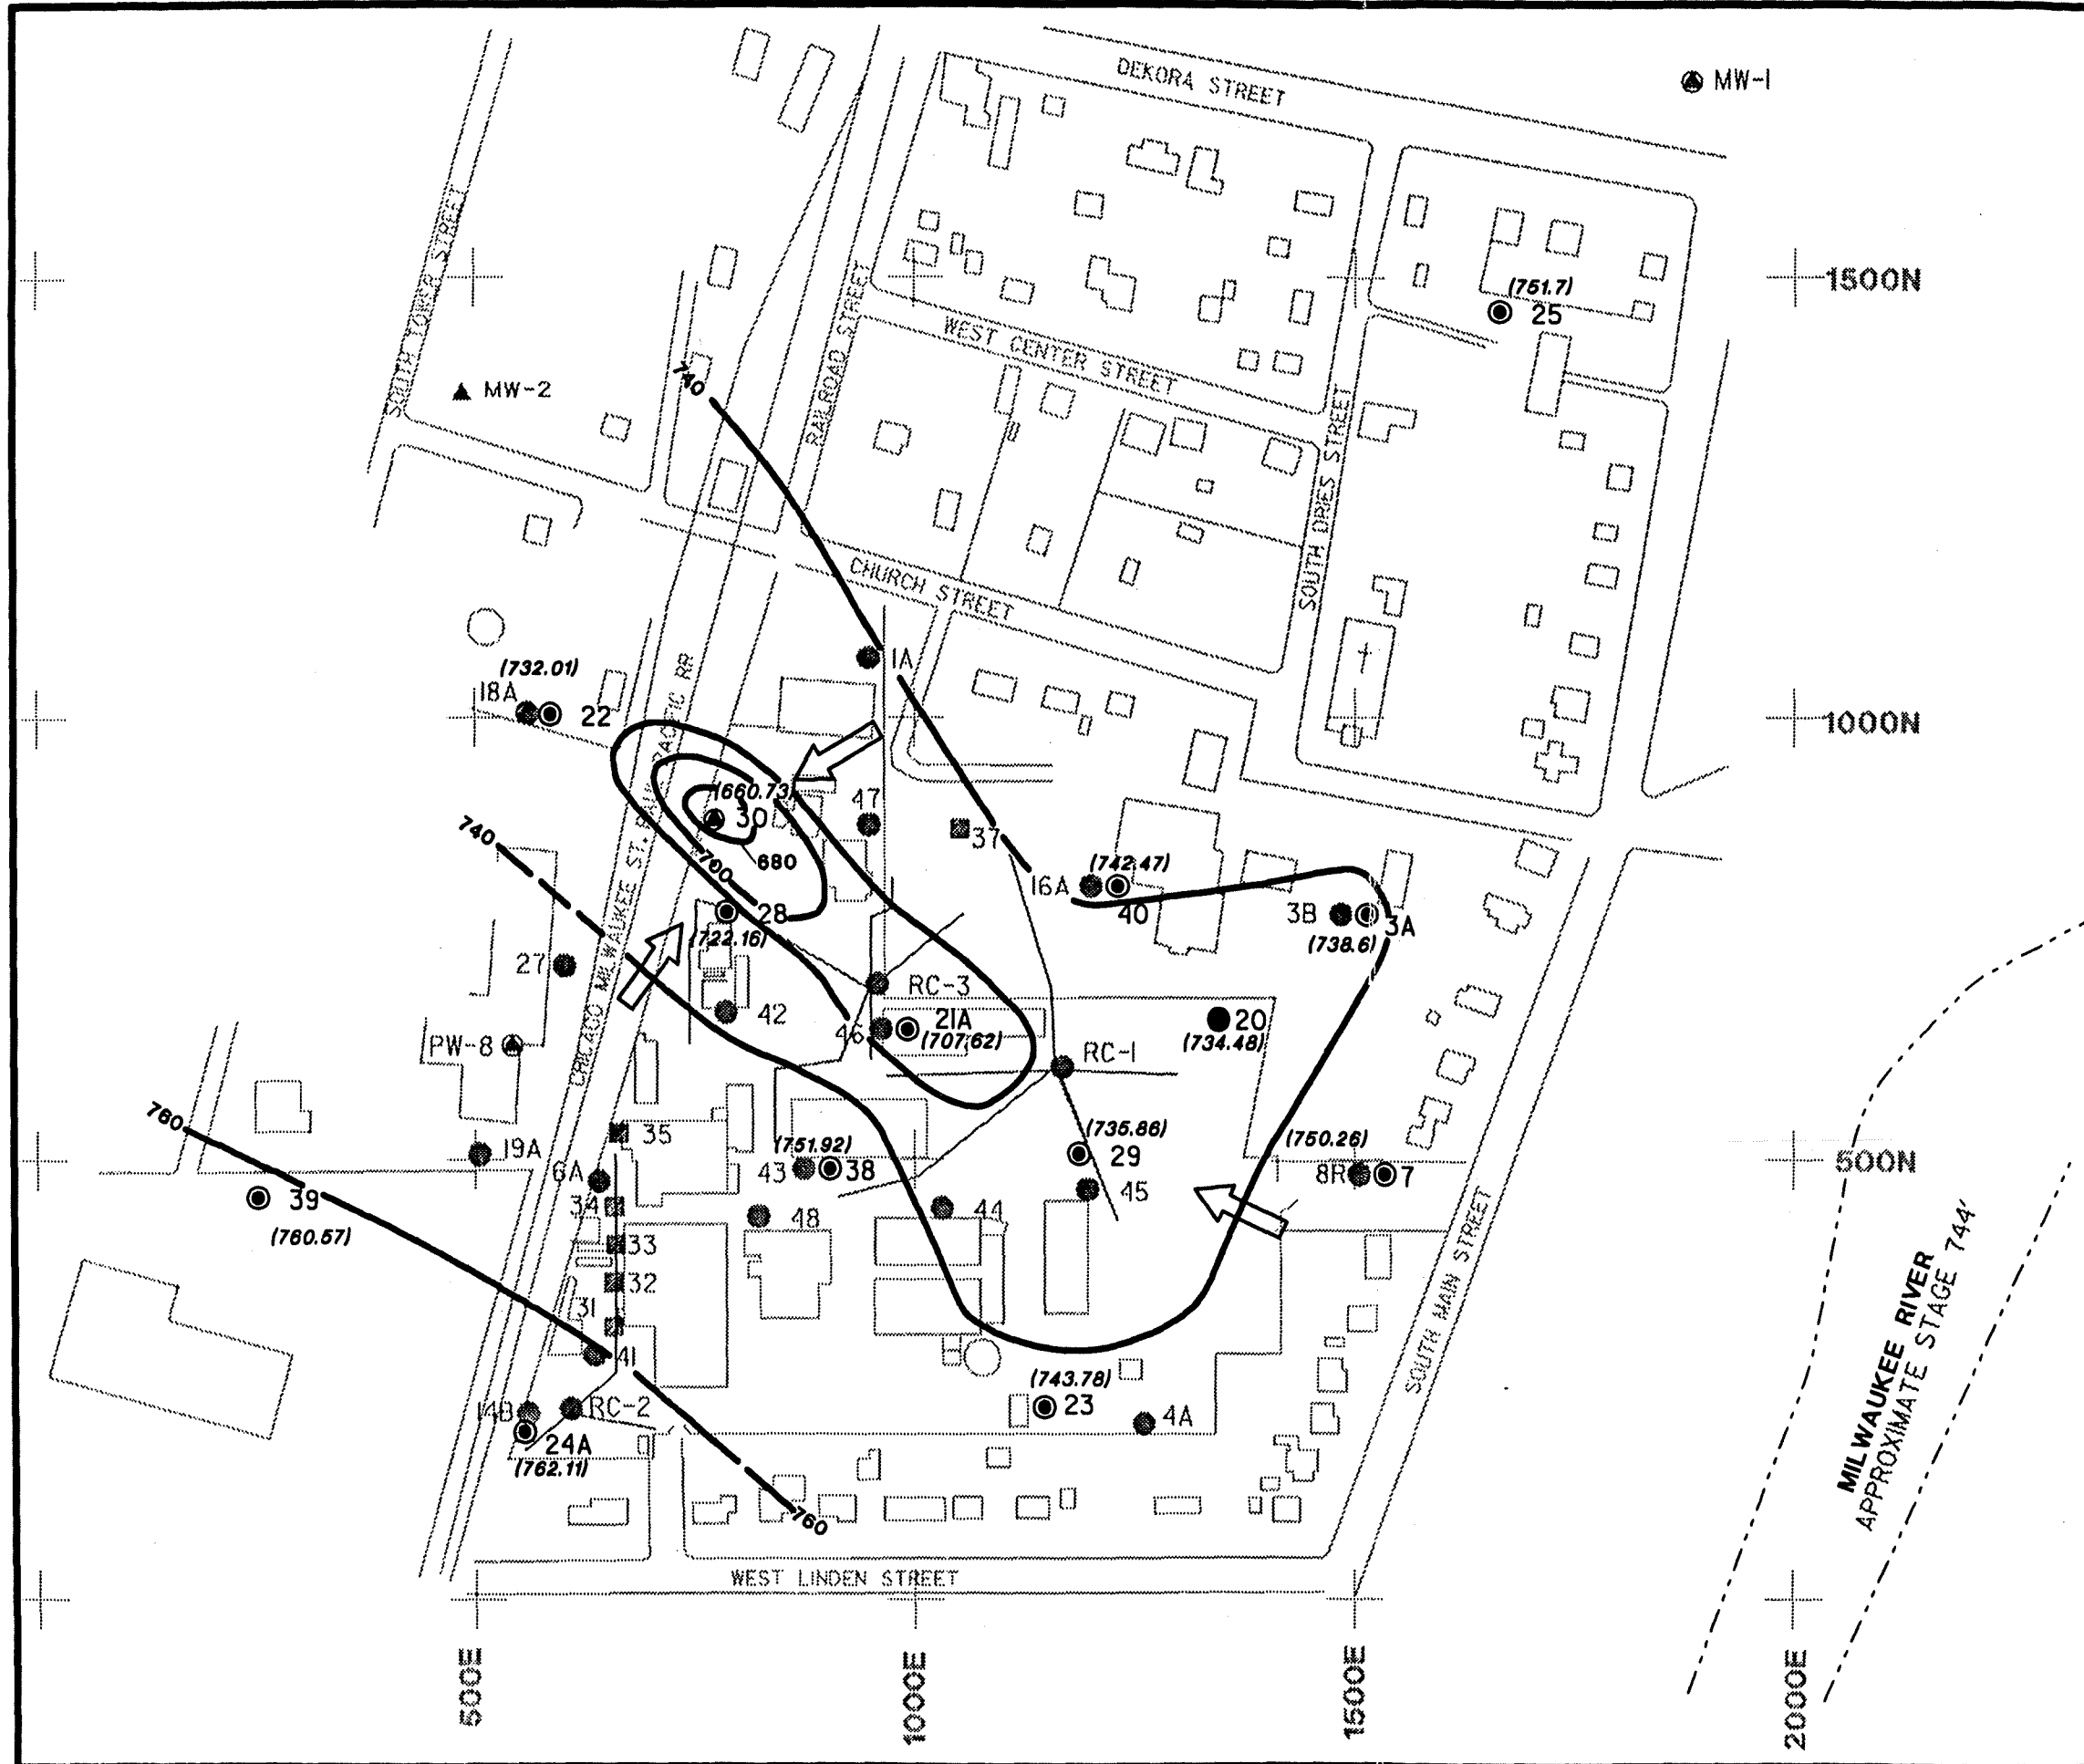 DEKORA STREET
MW-1
SOUTH TOWER STREET
1500N
(751.7)
25
RAILROAD STREET
WEST CENTER STREET
740
MW-2
SOUTH DRIES STREET
CHURCH STREET
1A
(732.01)
18A
22
1000N
CHICAGO MILWAUKEE ST. PAUL PACIFIC RR
(660.73)
30
47
37
740
700
680
(742.47)
16A
40
28
(722.16)
3B
3A
(738.6)
27
RC-3
42
21A
46
(707.62)
20
(734.48)
PW-8
RC-1
760
35
(735.86)
29
(751.92)
43
38
(750.26)
8R
7
500N
19A
6A
39
34
45
44
48
(760.57)
33
32
31
41
SOUTH MAIN STREET
MILWAUKEE RIVER
APPROXIMATE STAGE 744'
(743.78)
23
4A
14B
RC-2
24A
(762.11)
760
WEST LINDEN STREET
500E
1000E
1500E
2000E